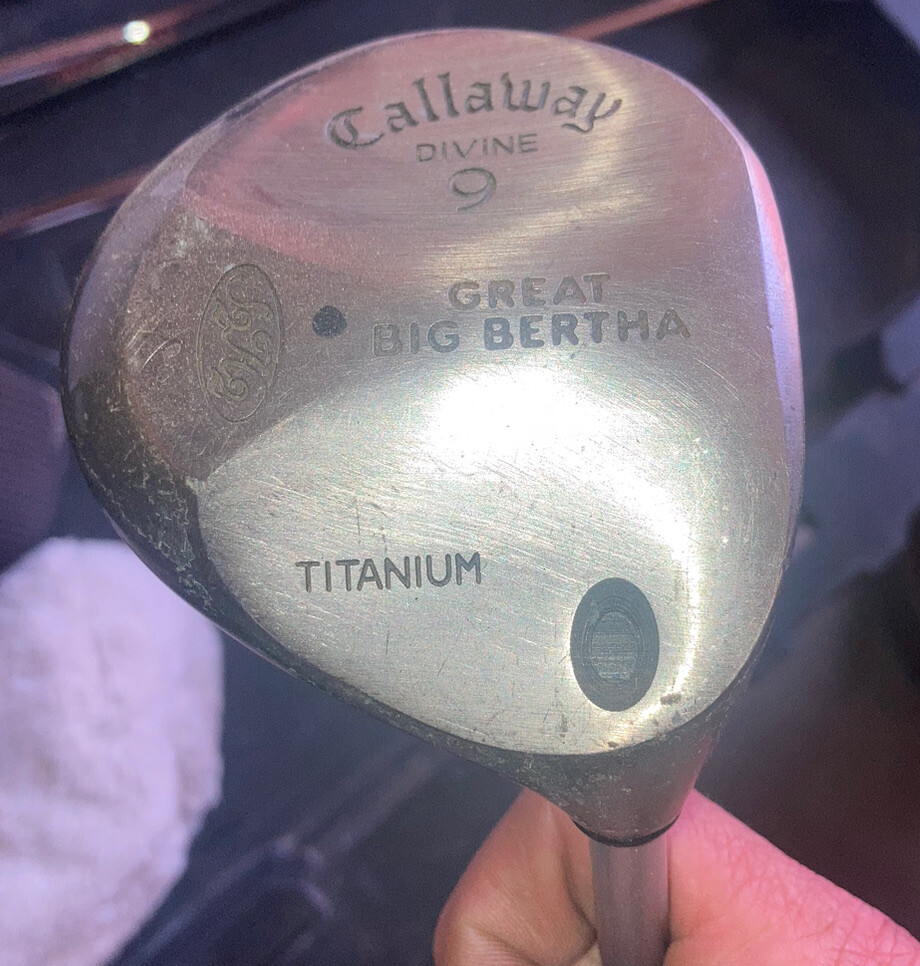 Callaway
DIVINE
9
GREAT
BIG BERTHA
TITANIUM